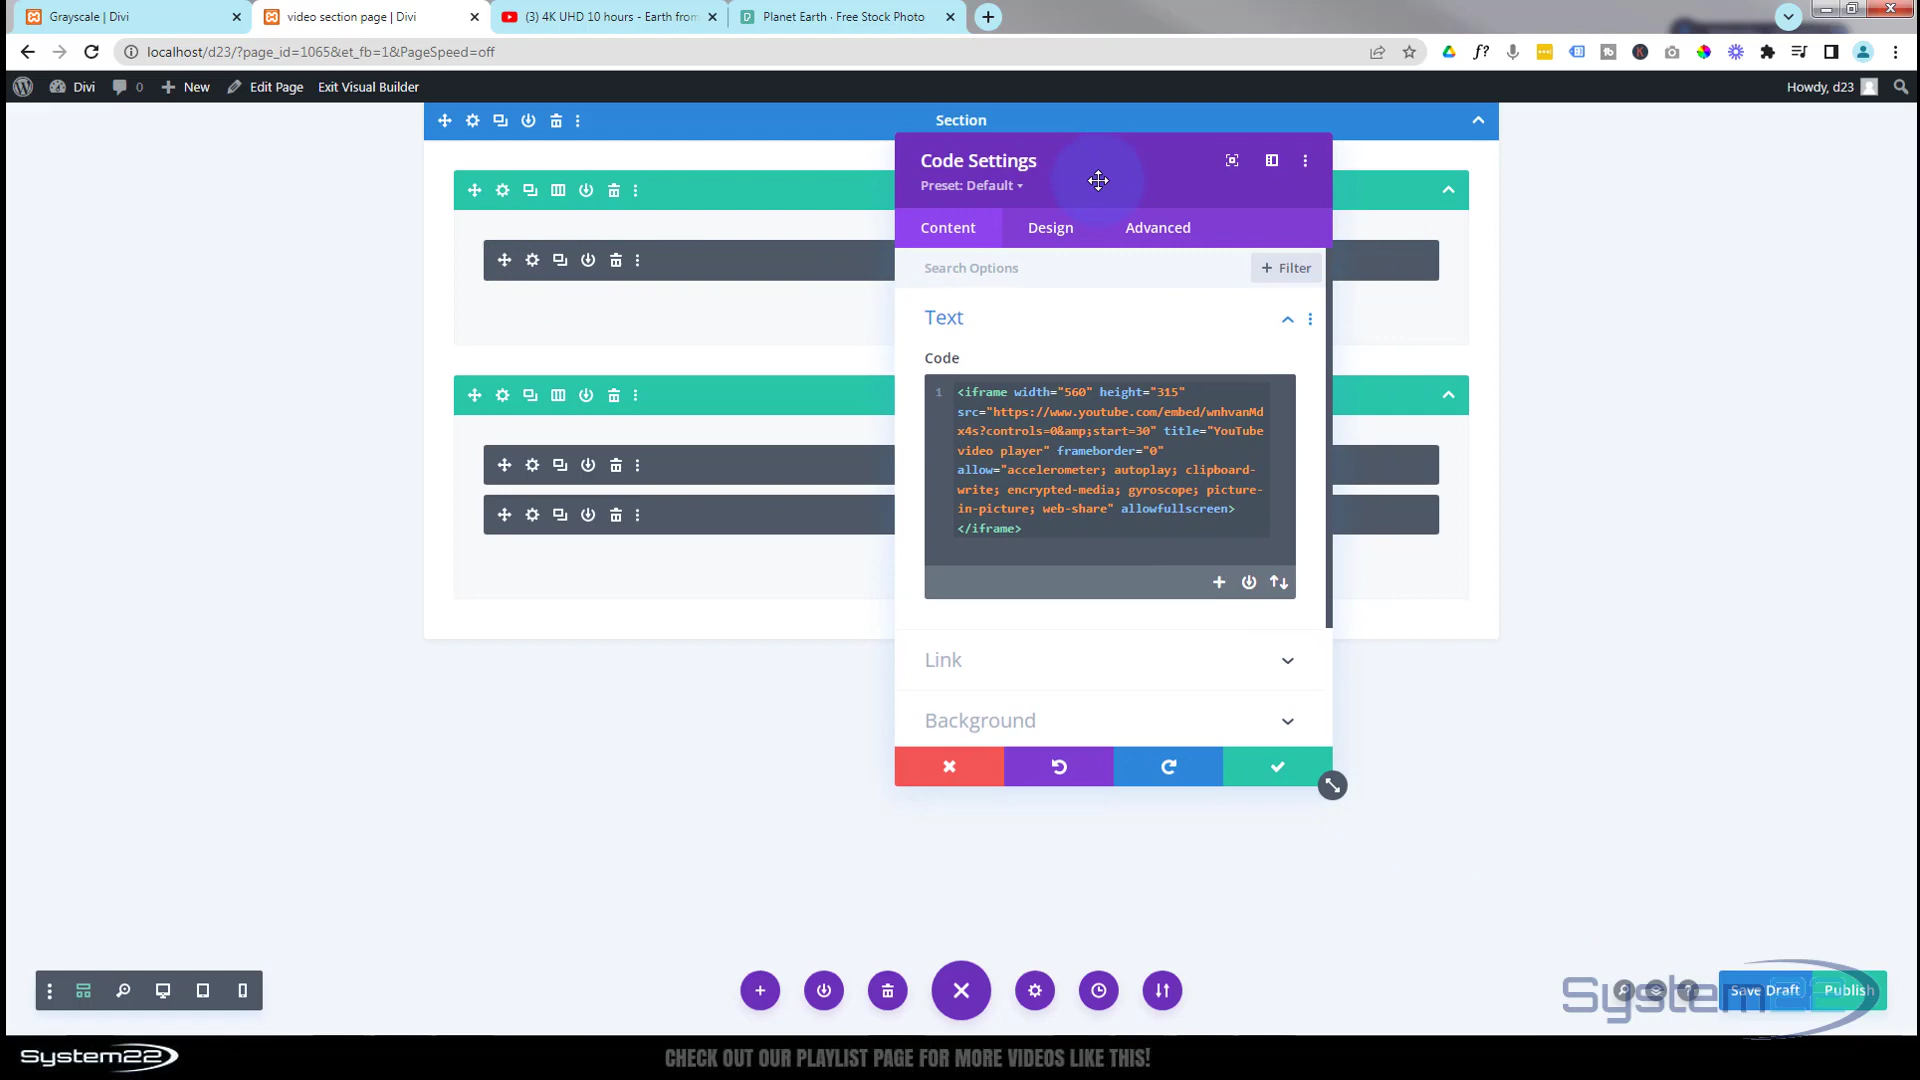 Grayscale | Divi
video section page | Divi
(3) 4K UHD 10 hours - Earth from
Planet Earth · Free Stock Photo
localhost/d23/?page_id=1065&et_fb=1&PageSpeed=off
Divi
0
New
Edit Page
Exit Visual Builder
Howdy, d23
Section
Code Settings
Preset: Default
Content
Design
Advanced
Search Options
+ Filter
Text
Code
1
<iframe width="560" height="315"
src="https://www.youtube.com/embed/wnhvanMd
x4s?controls=0&amp;start=30" title="YouTube
video player" frameborder="0"
allow="accelerometer; autoplay; clipboard-
write; encrypted-media; gyroscope; picture-
in-picture; web-share" allowfullscreen>
</iframe>
Link
Background
Save Draft
Publish
System22
CHECK OUT OUR PLAYLIST PAGE FOR MORE VIDEOS LIKE THIS!